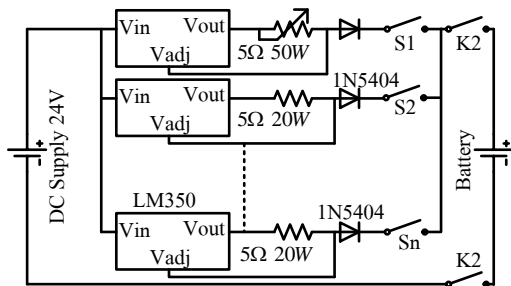 Vin Vout
Vadj
5Ω 50W
S1
K2
1N5404
Vin Vout
Vadj
5Ω 20W
S2
DC Supply 24V
+
-
Battery
+
-
LM350
1N5404
Vin Vout
Vadj
5Ω 20W
Sn
K2